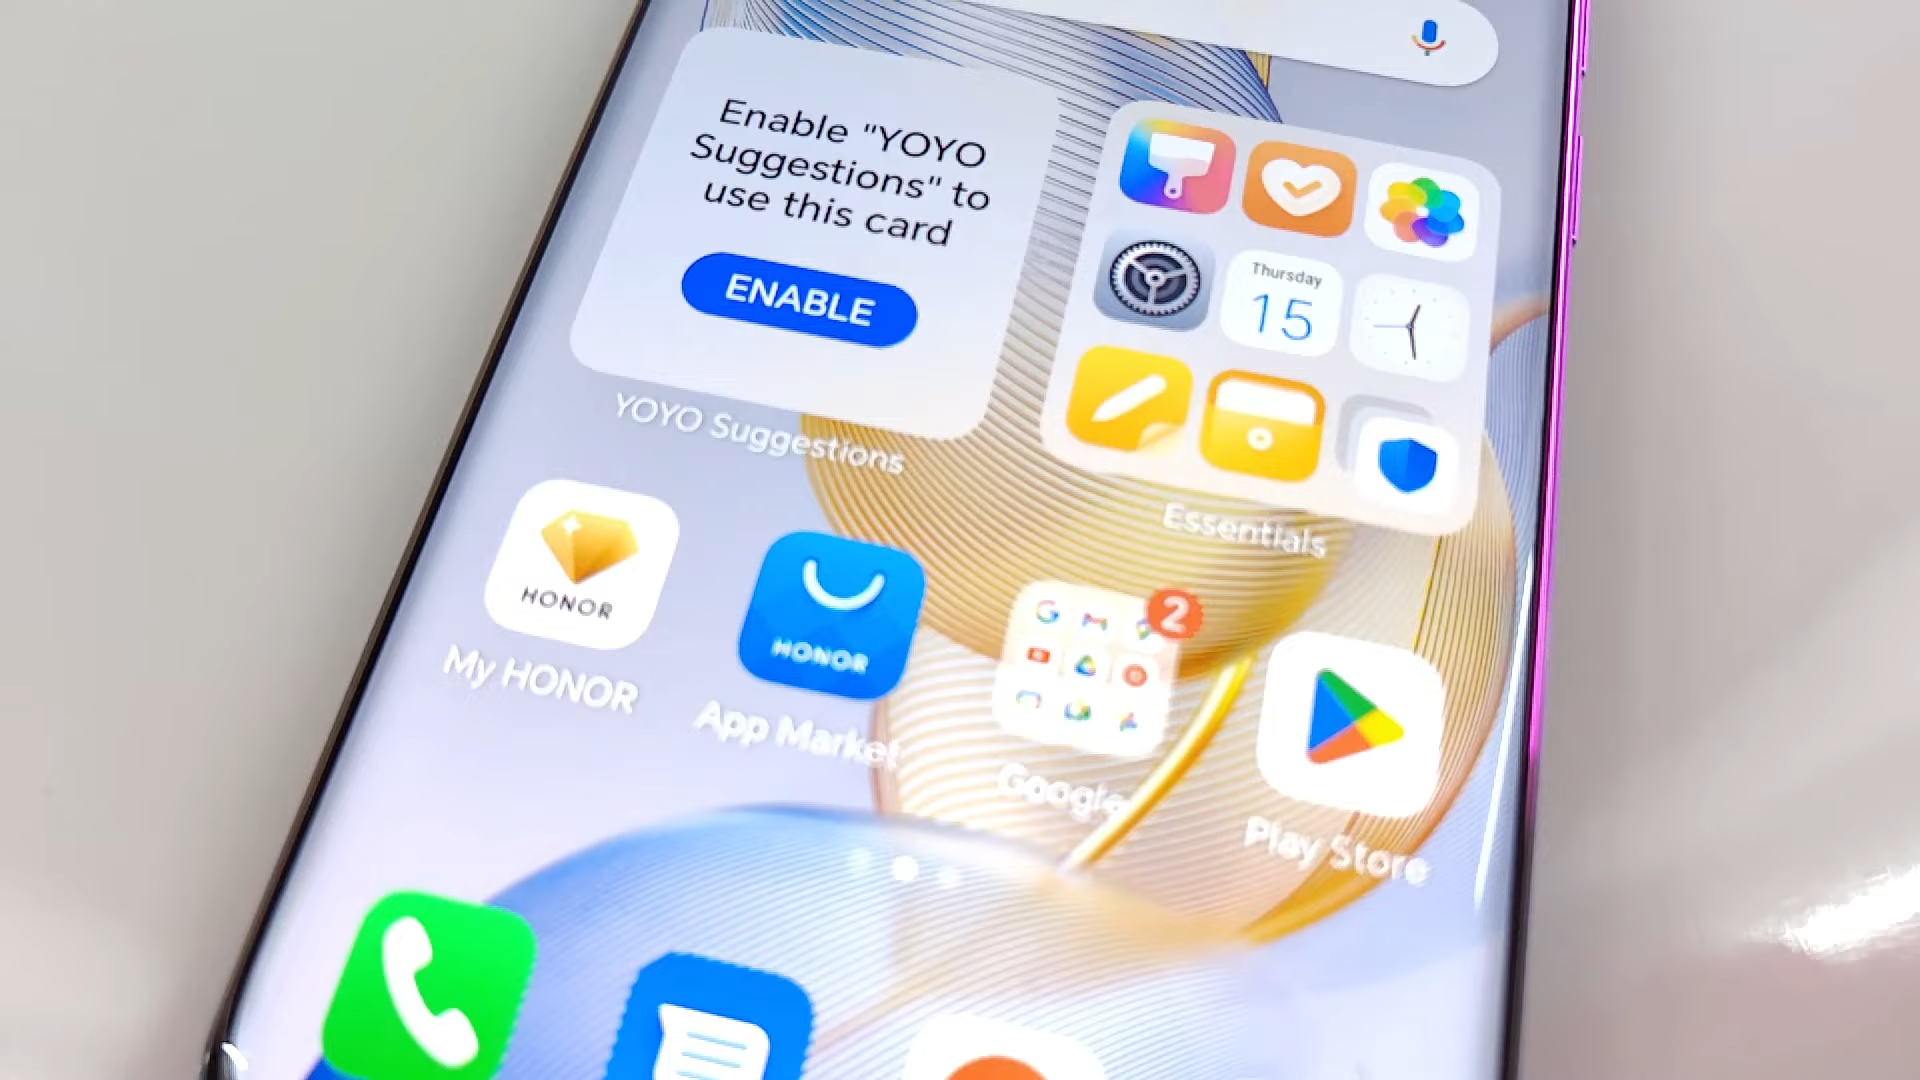 Enable "YOYO
Suggestions" to
use this card
ENABLE
YOYO Suggestions
Thursday
15
Essentials
HONOR
My HONOR
HONOR
App Market
G
2
Google
Play Store